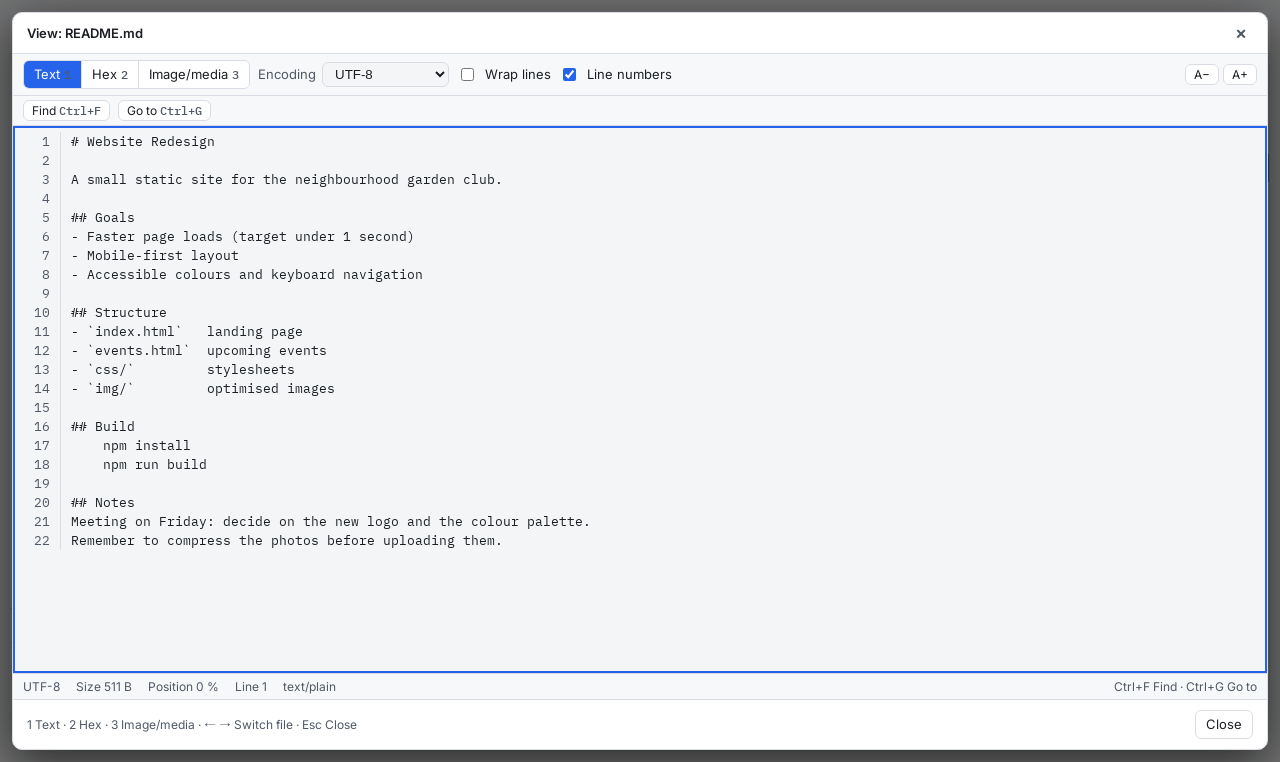 View: README.md ×
Text 1 Hex 2 Image/media 3 Encoding UTF-8 Wrap lines Line numbers A− A+
Find Ctrl+F Go to Ctrl+G
1 # Website Redesign
2
3 A small static site for the neighbourhood garden club.
4
5 ## Goals
6 - Faster page loads (target under 1 second)
7 - Mobile-first layout
8 - Accessible colours and keyboard navigation
9
10 ## Structure
11 - `index.html`   landing page
12 - `events.html`  upcoming events
13 - `css/`         stylesheets
14 - `img/`         optimised images
15
16 ## Build
17     npm install
18     npm run build
19
20 ## Notes
21 Meeting on Friday: decide on the new logo and the colour palette.
22 Remember to compress the photos before uploading them.
UTF-8 Size 511 B Position 0 % Line 1 text/plain Ctrl+F Find · Ctrl+G Go to
1 Text · 2 Hex · 3 Image/media · ← → Switch file · Esc Close Close